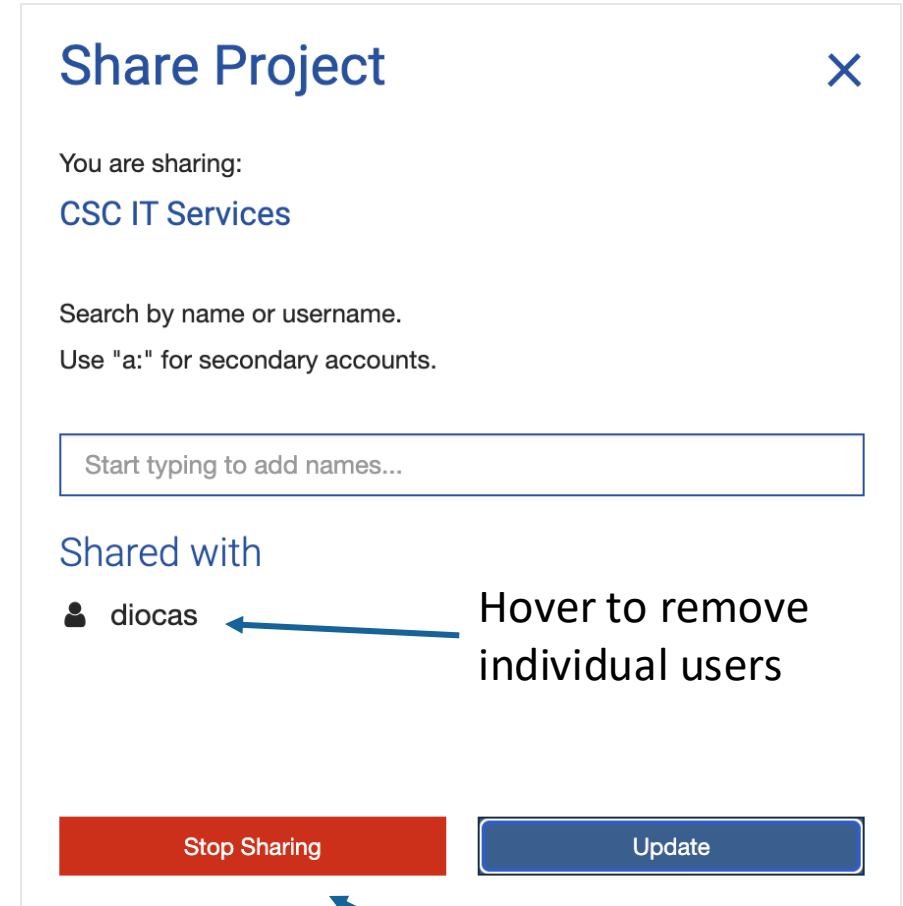 Share Project
You are sharing:
CSC IT Services
Search by name or username.
Use "a:" for secondary accounts.
Start typing to add names...
Shared with
diocas
Hover to remove
individual users
Stop Sharing
Update